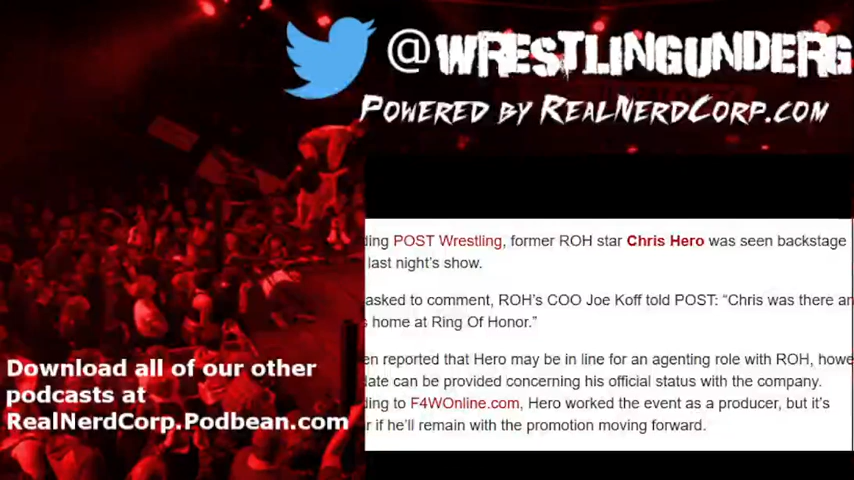 @WRESTLINGUNDERG
POWERED BY REALNERDCORP.COM
ding POST Wrestling, former ROH star Chris Hero was seen backstage
last night's show.
asked to comment, ROH's COO Joe Koff told POST: “Chris was there an
s home at Ring Of Honor.”
en reported that Hero may be in line for an agenting role with ROH, howe
date can be provided concerning his official status with the company.
ding to F4WOnline.com, Hero worked the event as a producer, but it's
r if he'll remain with the promotion moving forward.
Download all of our other
podcasts at
RealNerdCorp.Podbean.com